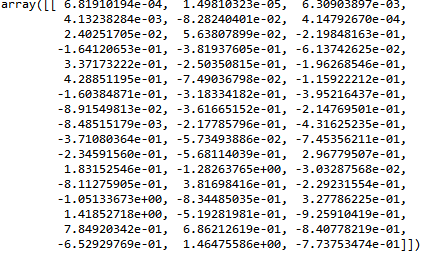 array([[ 6.81910194e-04, 1.49810323e-05, 6.30903897e-03,
4.13238284e-03, -8.28240401e-02, 4.14792670e-04,
2.40251705e-02, 5.63807899e-02, -2.19848163e-01,
-1.64120653e-01, -3.81937605e-01, -6.13742625e-02,
3.37173222e-01, -2.50350815e-01, -1.96268546e-01,
4.28851195e-01, -7.49036798e-02, -1.15922212e-01,
-1.60384871e-01, -3.18334182e-01, -3.95216437e-01,
-8.91549813e-02, -3.61665152e-01, -2.14769501e-01,
-8.48515179e-03, -2.17785796e-01, -4.31625235e-01,
-3.71080364e-01, -5.73493886e-02, -7.45356211e-01,
-2.34591560e-01, -5.68114039e-01, 2.96779507e-01,
1.83152546e-01, -1.28263765e+00, -3.03287568e-02,
-8.11275905e-01, 3.81698416e-01, -2.29231554e-01,
-1.05133673e+00, -8.34485035e-01, 3.27786225e-01,
1.41852718e+00, -5.19281981e-01, -9.25910419e-01,
7.84920342e-01, 6.86212619e-01, -8.40778219e-01,
-6.52929769e-01, 1.46475586e+00, -7.73753474e-01]])